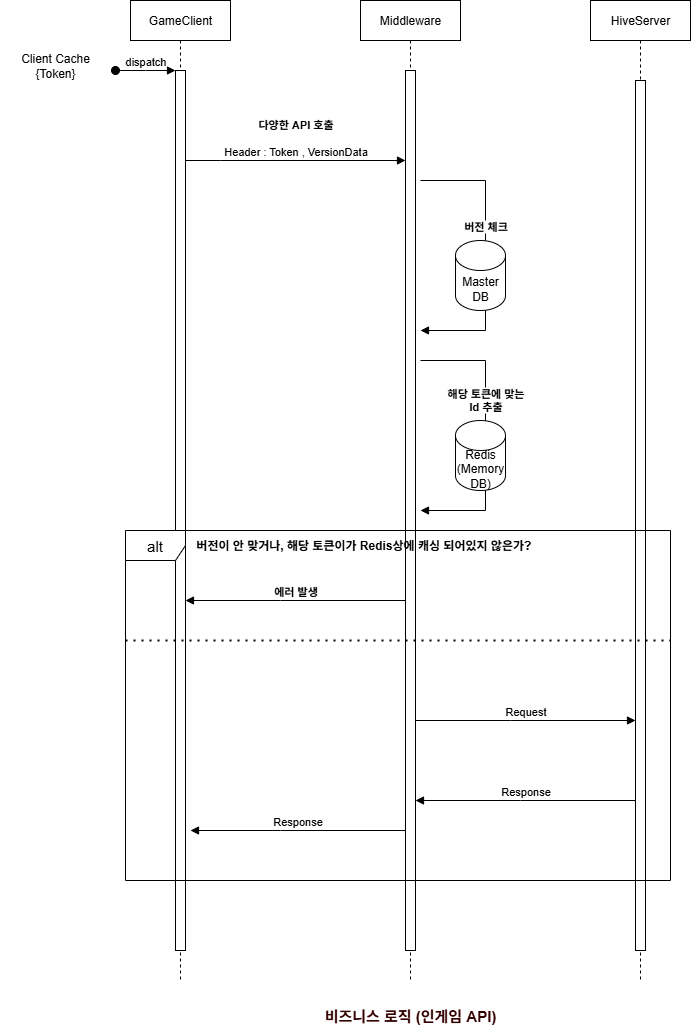 GameClient
Middleware
HiveServer
Client Cache
{Token}
dispatch
다양한 API 호출
Header : Token , VersionData
버전 체크
Master
DB
해당 토큰에 맞는
Id 추출
Redis
(Memory
DB)
alt
버전이 안 맞거나, 해당 토큰이가 Redis상에 캐싱 되어있지 않은가?
에러 발생
Request
Response
Response
비즈니스 로직 (인게임 API)